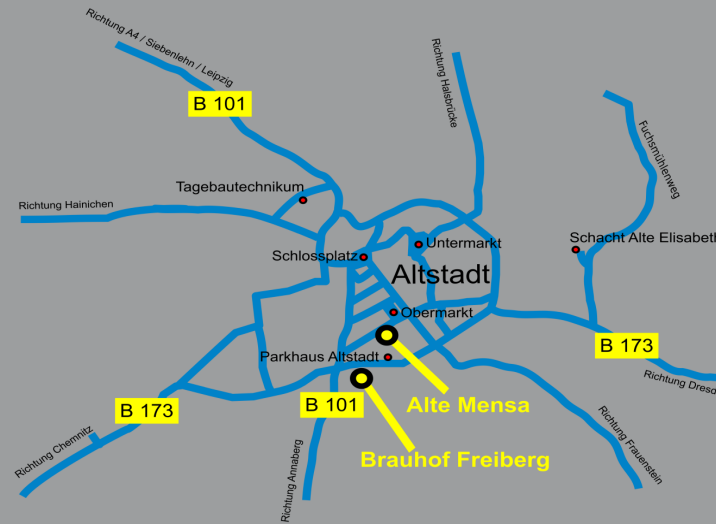 Richtung A4 / Siebenlehn / Leipzig
B 101
Richtung Halsbrücke
Fuchsmühlenweg
Tagebautechnikum
Richtung Hainichen
Untermarkt
Schacht Alte Elisabeth
Schlossplatz
Altstadt
Obermarkt
B 173
Parkhaus Altstadt
Richtung Dresd
B 173
B 101
Alte Mensa
Richtung Frauenstein
Richtung Chemnitz
Brauhof Freiberg
Richtung Annaberg